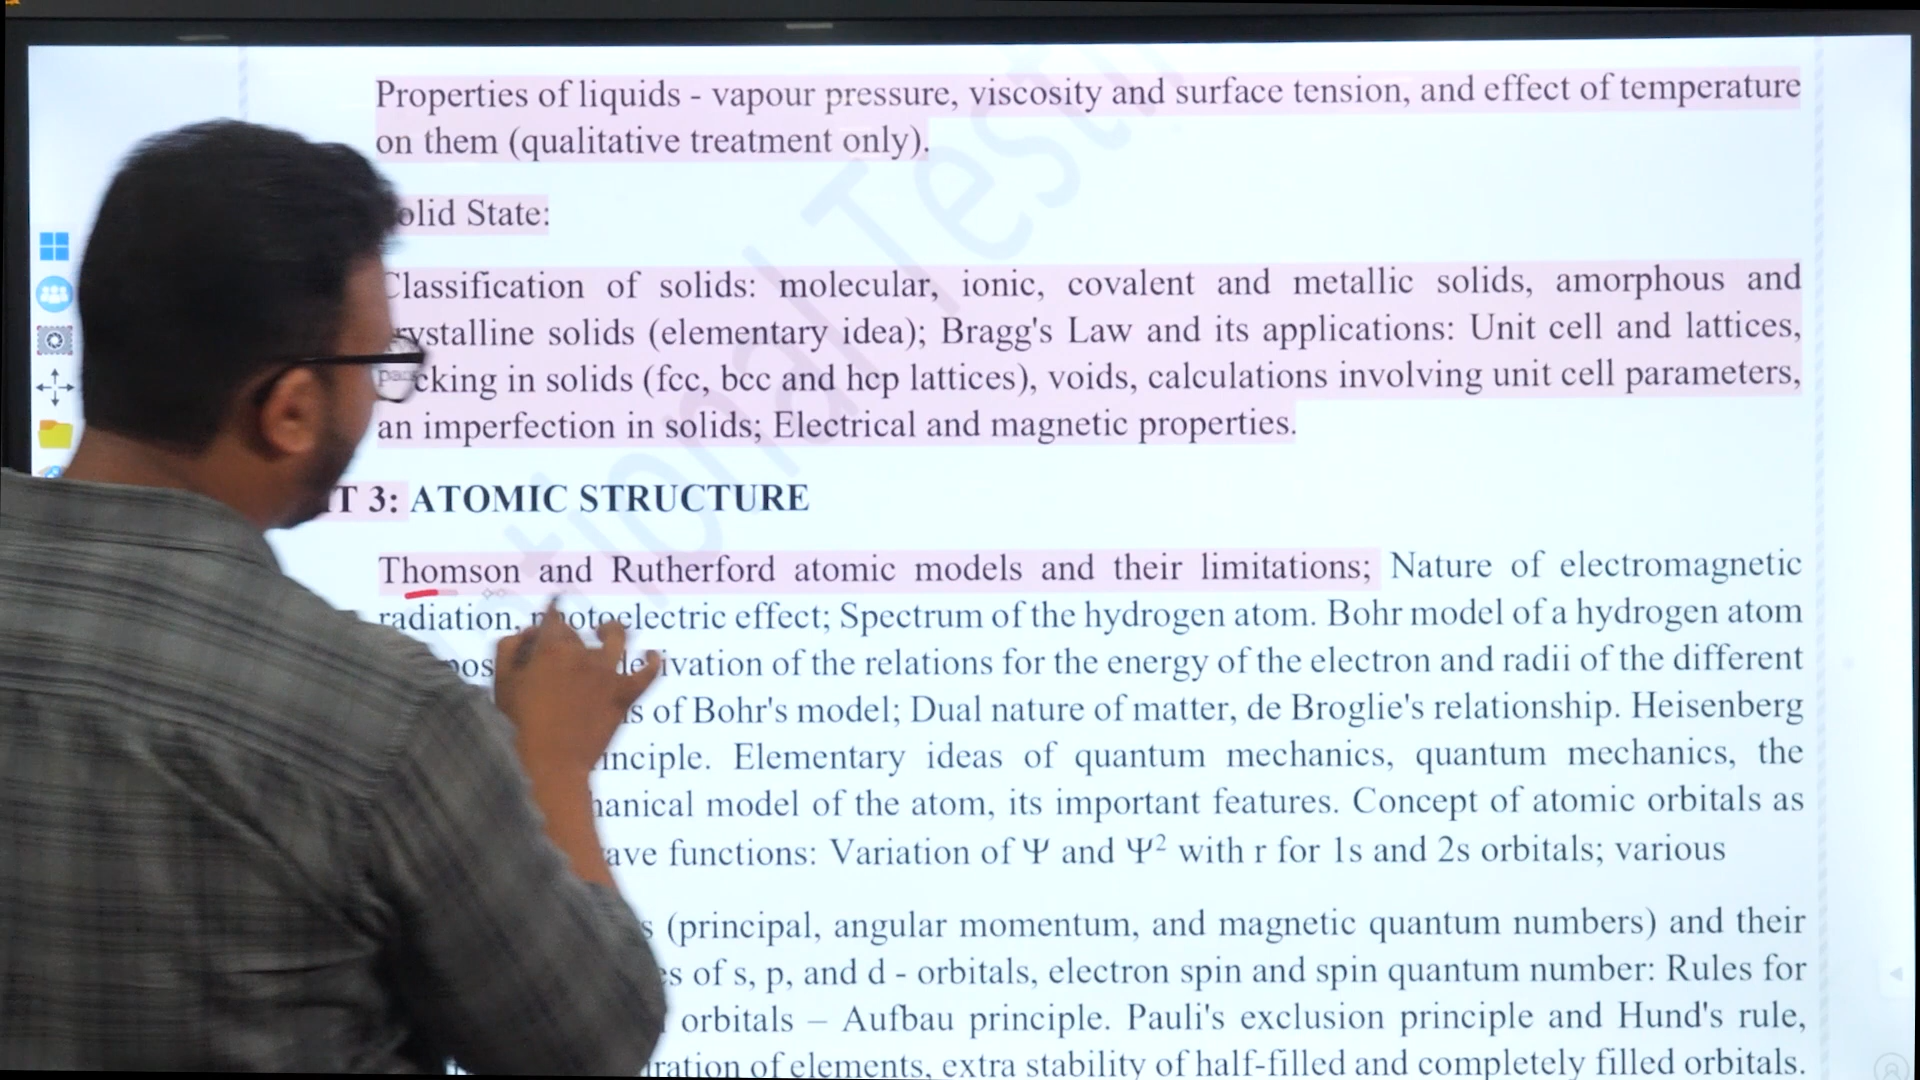 Properties of liquids - vapour pressure, viscosity and surface tension, and effect of temperature
on them (qualitative treatment only).
olid State:
Classification of solids: molecular, ionic, covalent and metallic solids, amorphous and
rystalline solids (elementary idea); Bragg's Law and its applications: Unit cell and lattices,
packing in solids (fcc, bcc and hcp lattices), voids, calculations involving unit cell parameters,
an imperfection in solids; Electrical and magnetic properties.
T 3: ATOMIC STRUCTURE
Thomson and Rutherford atomic models and their limitations; Nature of electromagnetic
radiation, photoelectric effect; Spectrum of the hydrogen atom. Bohr model of a hydrogen atom
pos derivation of the relations for the energy of the electron and radii of the different
s of Bohr's model; Dual nature of matter, de Broglie's relationship. Heisenberg
inciple. Elementary ideas of quantum mechanics, quantum mechanics, the
hanical model of the atom, its important features. Concept of atomic orbitals as
ave functions: Variation of Ψ and Ψ² with r for 1s and 2s orbitals; various
s (principal, angular momentum, and magnetic quantum numbers) and their
es of s, p, and d - orbitals, electron spin and spin quantum number: Rules for
orbitals – Aufbau principle. Pauli's exclusion principle and Hund's rule,
ration of elements, extra stability of half-filled and completely filled orbitals.